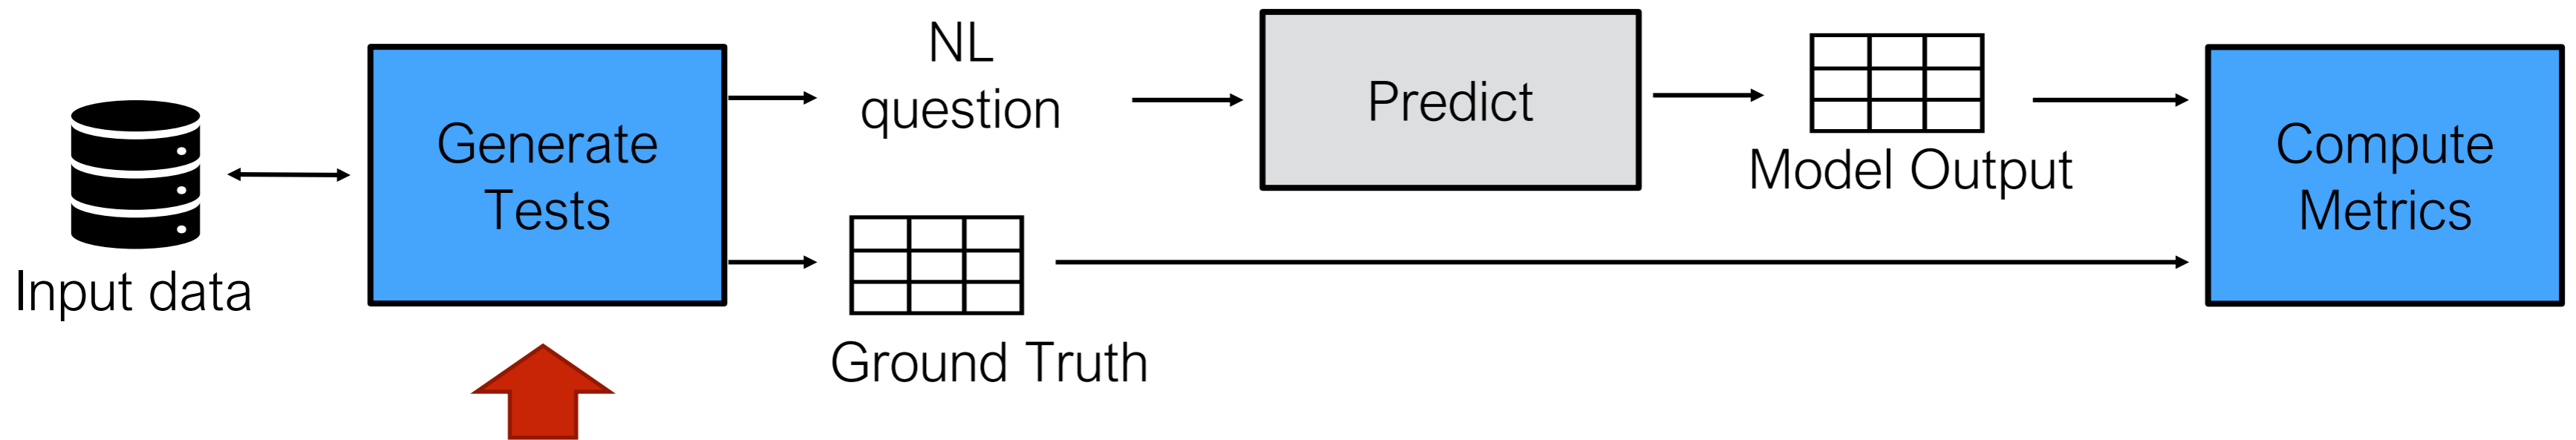 Input data
Generate
Tests
NL
question
Ground Truth
Predict
Model Output
Compute
Metrics